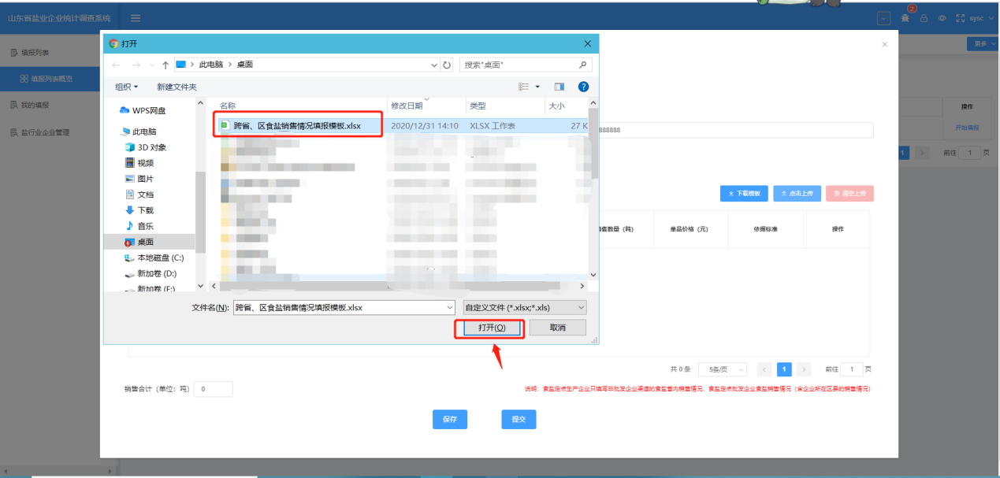 山东省盐业企业统计调查系统
2
sysc
填报列表
填报列表概览
我的填报
盐行业企业管理
更多
操作
开始填报
1
前往 1 页
打开
此电脑 > 桌面
搜索"桌面"
组织
新建文件夹
WPS网盘
此电脑
3D 对象
视频
图片
文档
下载
音乐
桌面
本地磁盘 (C:)
新加卷 (D:)
新加卷 (E:)
名称 修改日期 类型 大小
跨省、区食盐销售情况填报模板.xlsx 2020/12/31 14:10 XLSX 工作表 27 K
文件名(N): 跨省、区食盐销售情况填报模板.xlsx 自定义文件 (*.xlsx;*.xls)
打开(O) 取消
888888
下载模板 点击上传 清空上传
销售数量（吨） 单品价格（元） 依据标准 操作
共 0 条 5条/页 1 前往 1 页
销售合计（单位：吨） 0
说明：食盐定点生产企业只填写非批发企业渠道的食盐省内销售情况，食盐定点批发企业食盐销售情况（含企业所在区县的销售情况）
保存 提交